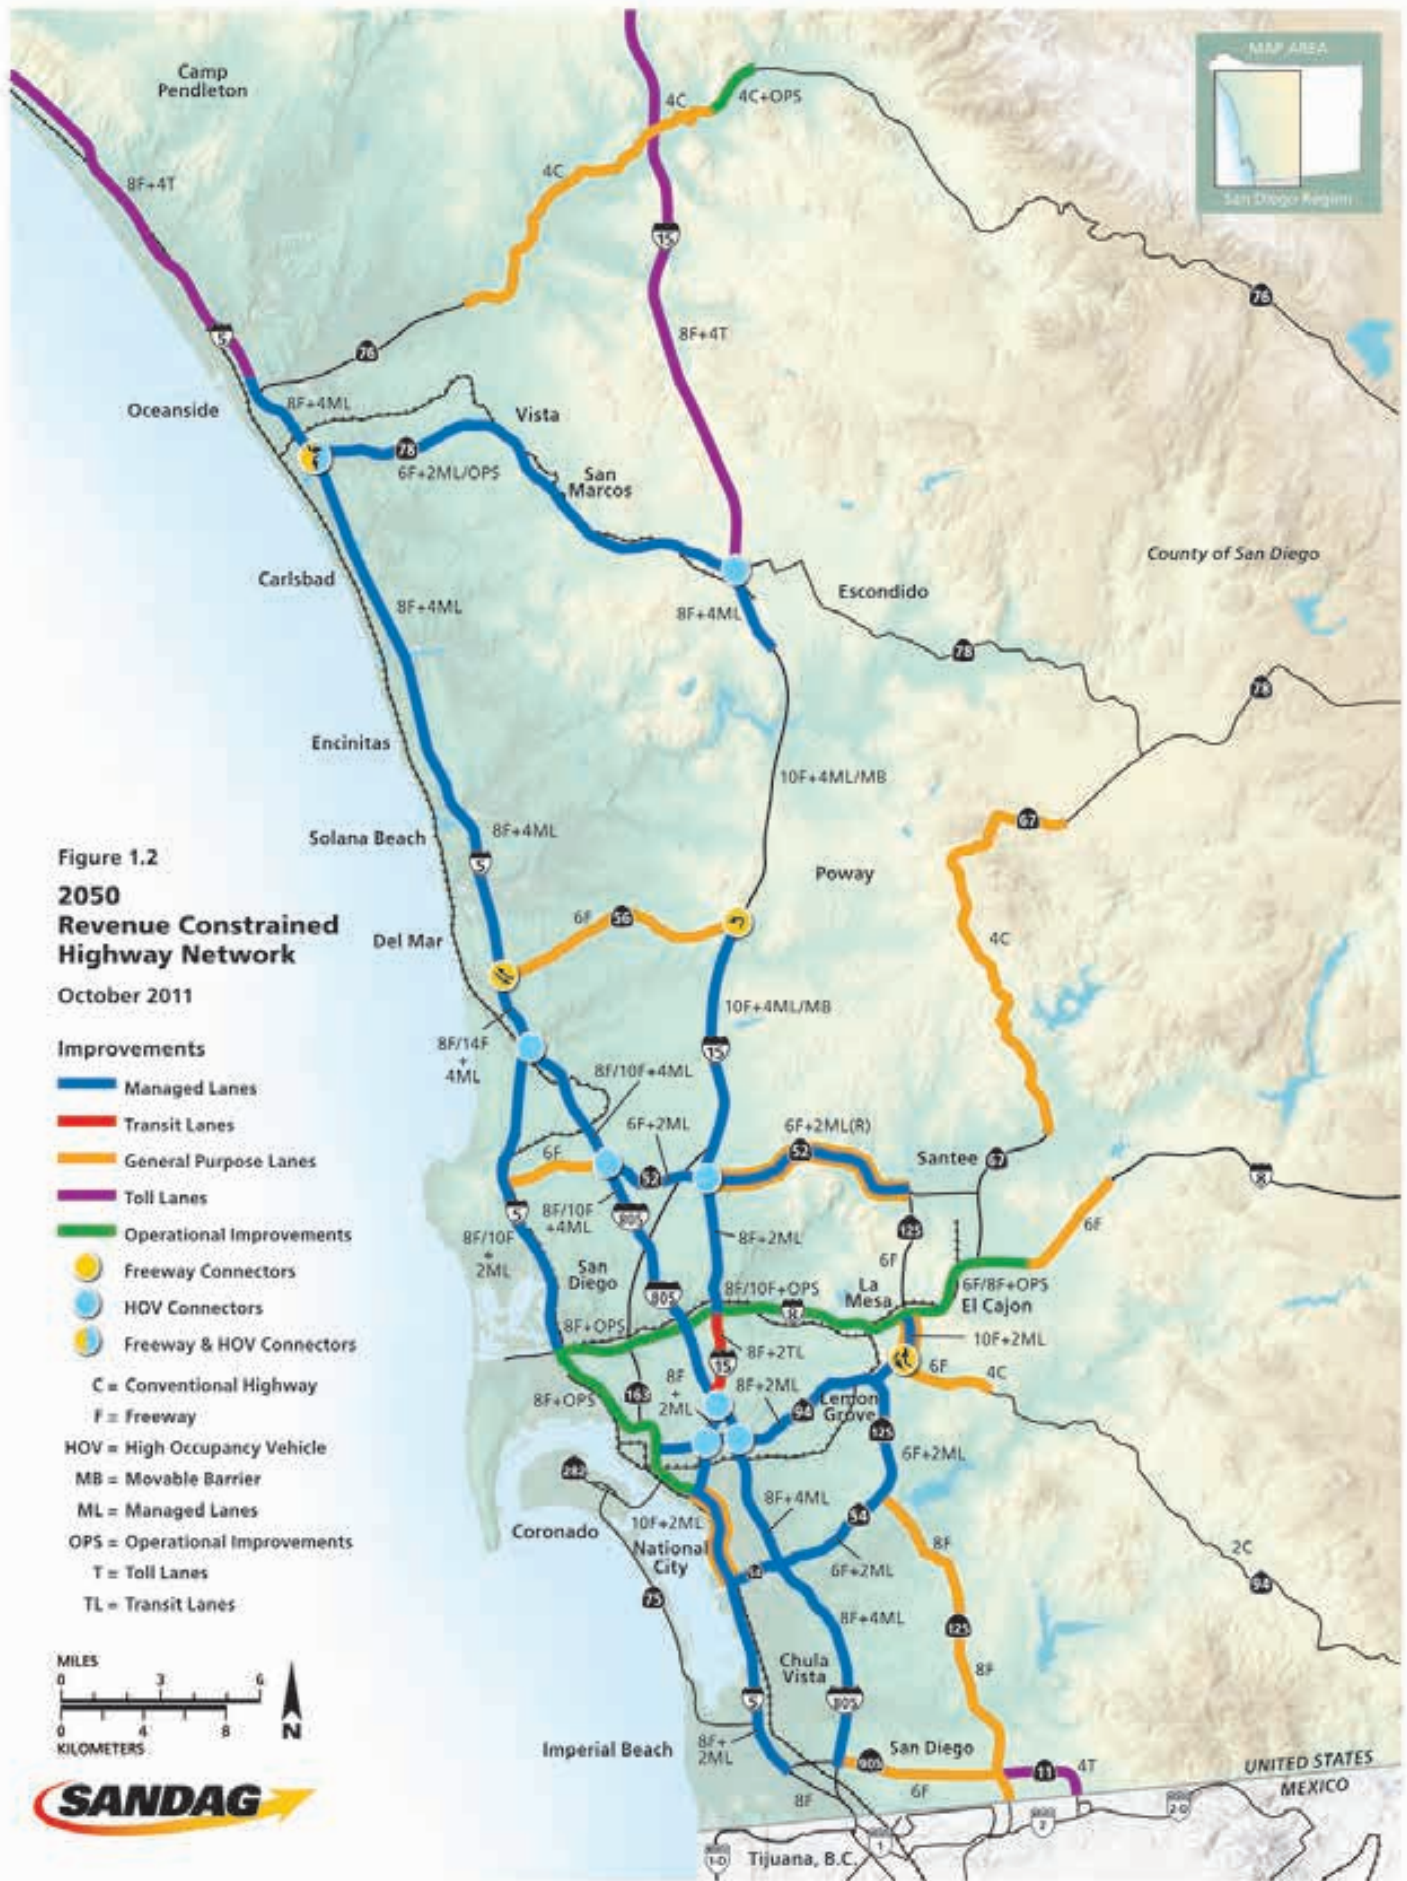 Camp
Pendleton
MAP AREA
San Diego Region
4C
4C+OPS
4C
8F+4T
15
76
5
8F+4T
76
Oceanside
8F+4ML
Vista
78
6F+2ML/OPS
San
Marcos
County of San Diego
Carlsbad
Escondido
8F+4ML
8F+4ML
78
78
Encinitas
10F+4ML/MB
67
Solana Beach
8F+4ML
5
Figure 1.2
2050
Revenue Constrained
Highway Network
October 2011
Poway
6F
56
Del Mar
4C
10F+4ML/MB
8F/14F
+
4ML
15
8F/10F+4ML
Improvements
Managed Lanes
Transit Lanes
General Purpose Lanes
Toll Lanes
Operational Improvements
Freeway Connectors
HOV Connectors
Freeway & HOV Connectors
C = Conventional Highway
F = Freeway
HOV = High Occupancy Vehicle
MB = Movable Barrier
ML = Managed Lanes
OPS = Operational Improvements
T = Toll Lanes
TL = Transit Lanes
6F+2ML
6F+2ML(R)
6F
52
52
Santee
67
8
5
8F/10F
+4ML
805
125
6F
8F/10F
+
2ML
8F+2ML
6F
San
Diego
805
8F/10F+OPS
8
La
Mesa
6F/8F+OPS
El Cajon
8F+OPS
10F+2ML
8F+2TL
15
6F
4C
8F+OPS
163
8F
+
2ML
8F+2ML
94
Lemon
Grove
125
6F+2ML
282
8F+4ML
54
Coronado
10F+2ML
National
City
8F
54
6F+2ML
2C
94
75
8F+4ML
125
Chula
Vista
8F
5
805
MILES
0 3 6
0 4 8
KILOMETERS
N
Imperial Beach
8F+
2ML
San Diego
905
6F
11
4T
UNITED STATES
MEXICO
8F
SANDAG
1-D
Tijuana, B.C.
1
2
2-D